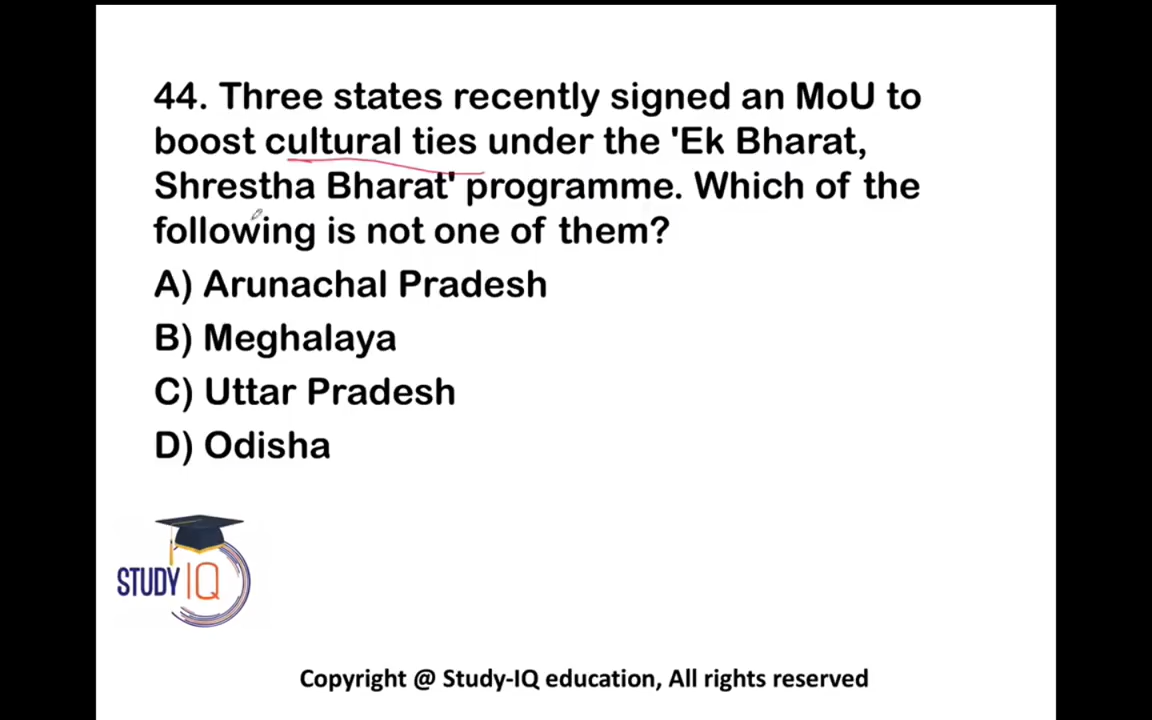 44. Three states recently signed an MoU to
boost cultural ties under the 'Ek Bharat,
Shrestha Bharat' programme. Which of the
following is not one of them?
A) Arunachal Pradesh
B) Meghalaya
C) Uttar Pradesh
D) Odisha
STUDY IQ
Copyright @ Study-IQ education, All rights reserved